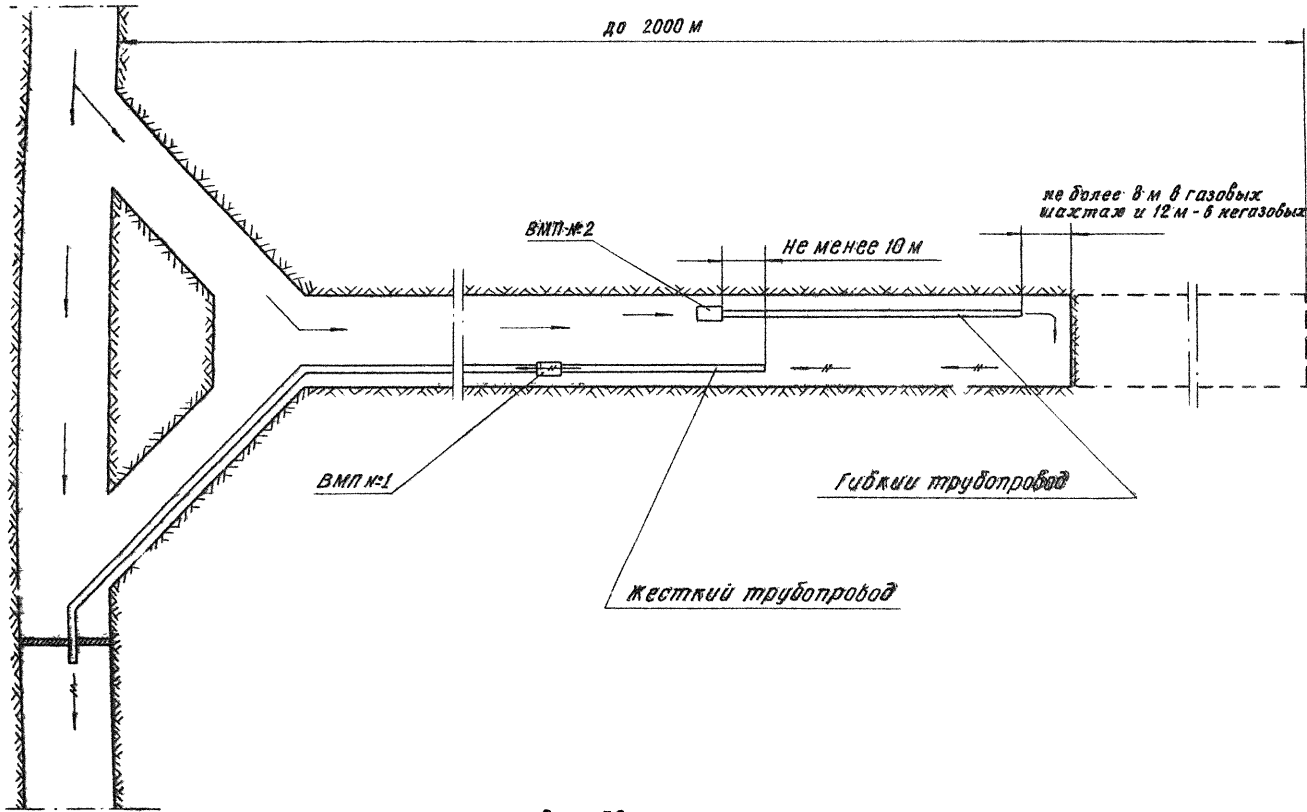 до 2000 м
не более 8 м в газовых
шахтах и 12 м - в негазовых
ВМП №2
Не менее 10 м
ВМП №1
Гибкии трубопровод
Жесткий трубопровод